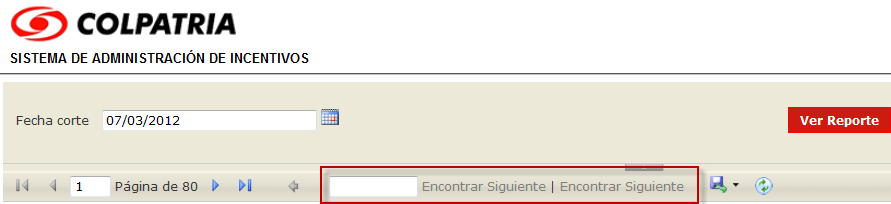 COLPATRIA
SISTEMA DE ADMINISTRACIÓN DE INCENTIVOS
Fecha corte 07/03/2012 Ver Reporte
1 Página de 80 Encontrar Siguiente | Encontrar Siguiente